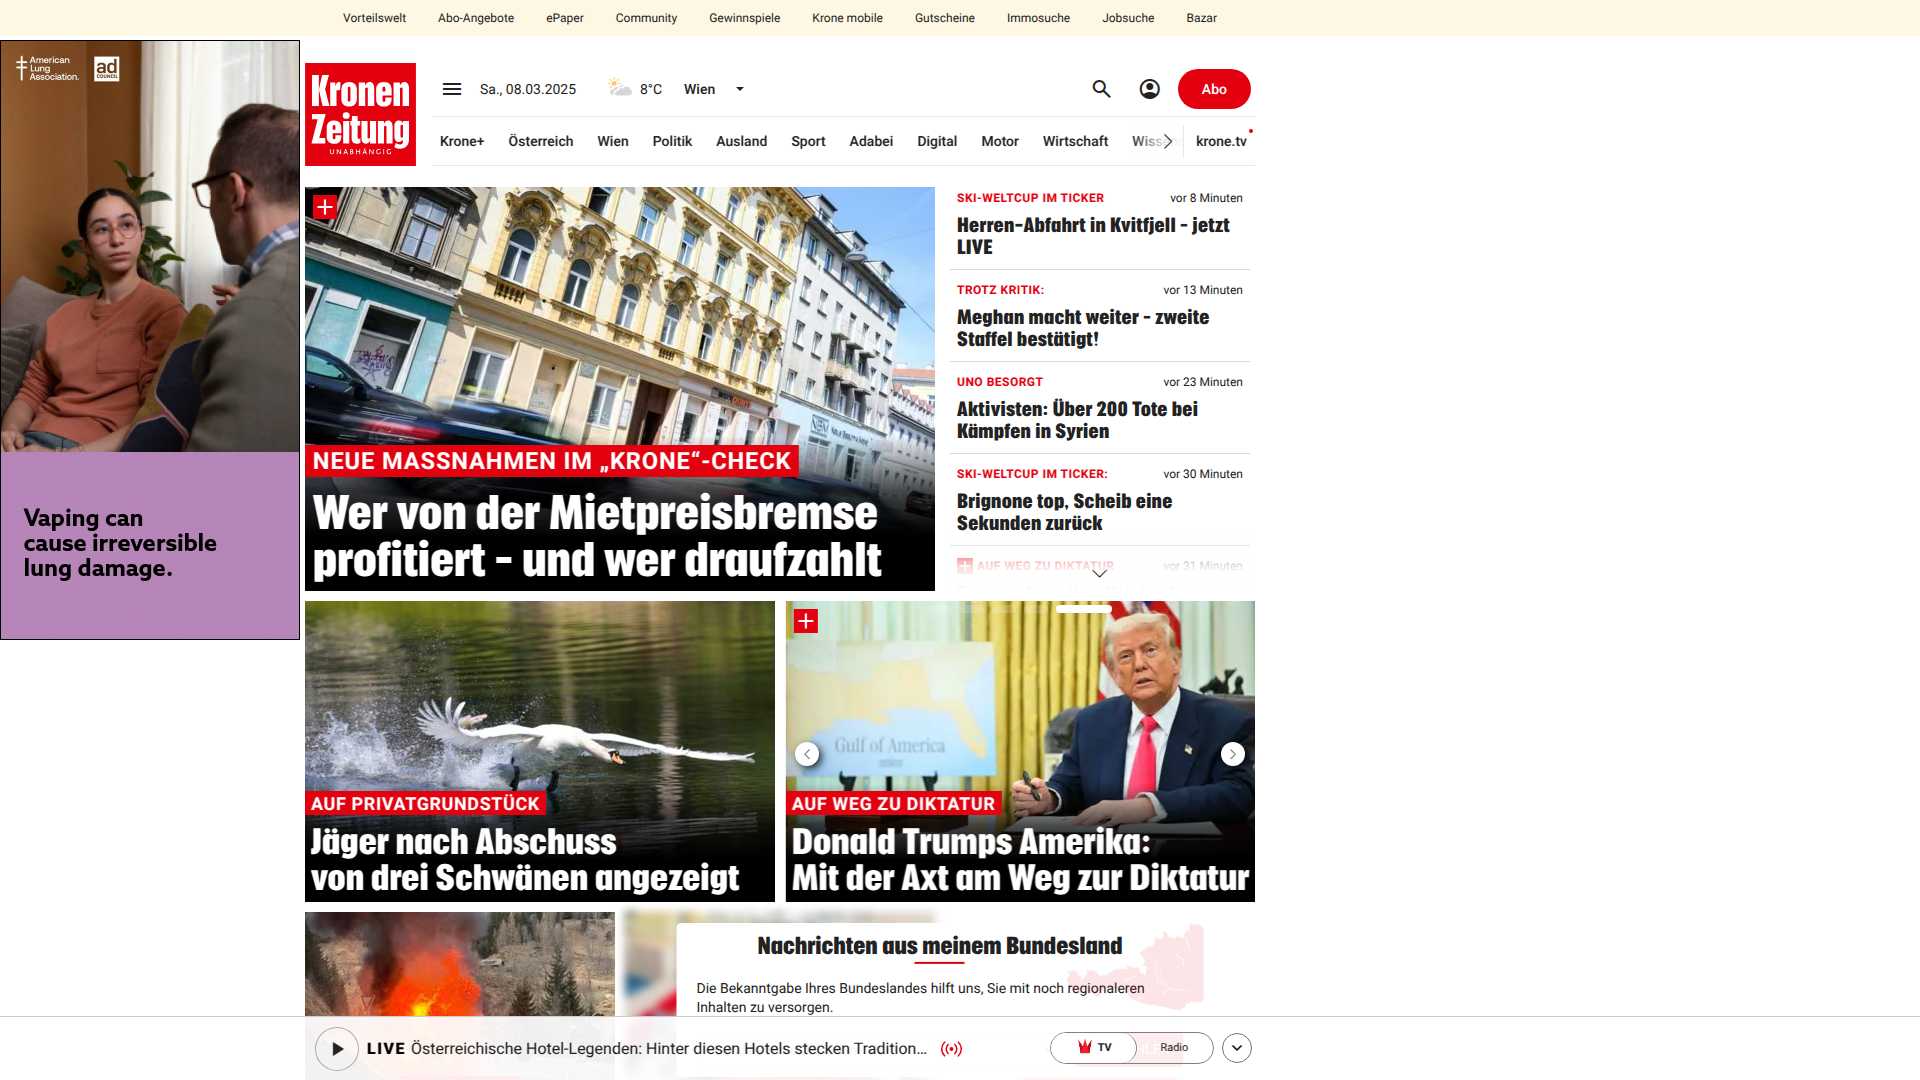 Vorteilswelt Abo-Angebote ePaper Community Gewinnspiele Krone mobile Gutscheine Immosuche Jobsuche Bazar
American
Lung
Association.
ad
COUNCIL
Vaping can
cause irreversible
lung damage.
Kronen
Zeitung
UNABHÄNGIG
Sa., 08.03.2025 8°C Wien
Abo
Krone+ Österreich Wien Politik Ausland Sport Adabei Digital Motor Wirtschaft krone.tv
NEUE MASSNAHMEN IM „KRONE“-CHECK
Wer von der Mietpreisbremse
profitiert – und wer draufzahlt
SKI-WELTCUP IM TICKER vor 8 Minuten
Herren-Abfahrt in Kvitfjell – jetzt
LIVE
TROTZ KRITIK: vor 13 Minuten
Meghan macht weiter – zweite
Staffel bestätigt!
UNO BESORGT vor 23 Minuten
Aktivisten: Über 200 Tote bei
Kämpfen in Syrien
SKI-WELTCUP IM TICKER: vor 30 Minuten
Brignone top, Scheib eine
Sekunden zurück
AUF WEG ZU DIKTATUR vor 31 Minuten
AUF PRIVATGRUNDSTÜCK
Jäger nach Abschuss
von drei Schwänen angezeigt
Gulf of America
AUF WEG ZU DIKTATUR
Donald Trumps Amerika:
Mit der Axt am Weg zur Diktatur
Nachrichten aus meinem Bundesland
Die Bekanntgabe Ihres Bundeslandes hilft uns, Sie mit noch regionaleren
Inhalten zu versorgen.
LIVE Österreichische Hotel-Legenden: Hinter diesen Hotels stecken Tradition...
TV Radio